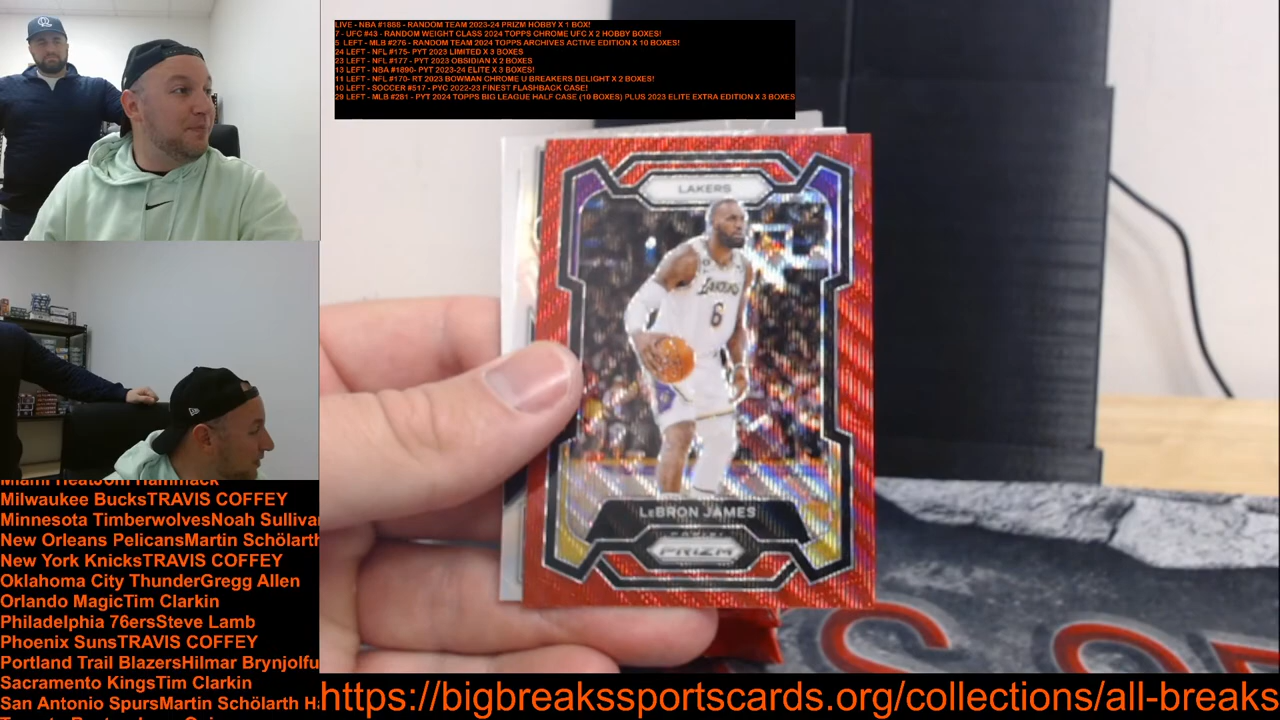 LIVE - NBA #1888 - RANDOM TEAM 2023-24 PRIZM HOBBY X 1 BOX!
7 - UFC #43 - RANDOM WEIGHT CLASS 2024 TOPPS CHROME UFC X 2 HOBBY BOXES!
5 LEFT - MLB #276 - RANDOM TEAM 2024 TOPPS ARCHIVES ACTIVE EDITION X 10 BOXES!
24 LEFT - NFL #175- PYT 2023 LIMITED X 3 BOXES
23 LEFT - NFL #177 - PYT 2023 OBSIDIAN X 2 BOXES
13 LEFT - NBA #1890- PYT 2023-24 ELITE X 3 BOXES!
11 LEFT - NFL #170- RT 2023 BOWMAN CHROME U BREAKERS DELIGHT X 2 BOXES!
10 LEFT - SOCCER #517 - PYC 2022-23 FINEST FLASHBACK CASE!
29 LEFT - MLB #281 - PYT 2024 TOPPS BIG LEAGUE HALF CASE (10 BOXES) PLUS 2023 ELITE EXTRA EDITION X 3 BOXES
LAKERS
LAKERS
6
LeBRON JAMES
PANINI
PRIZM
Miami HeatJon Hammack
Milwaukee BucksTRAVIS COFFEY
Minnesota TimberwolvesNoah Sulliva
New Orleans PelicansMartin Schölarth
New York KnicksTRAVIS COFFEY
Oklahoma City ThunderGregg Allen
Orlando MagicTim Clarkin
Philadelphia 76ersSteve Lamb
Phoenix SunsTRAVIS COFFEY
Portland Trail BlazersHilmar Brynjolfu
Sacramento KingsTim Clarkin
San Antonio SpursMartin Schölarth H
https://bigbreakssportscards.org/collections/all-breaks